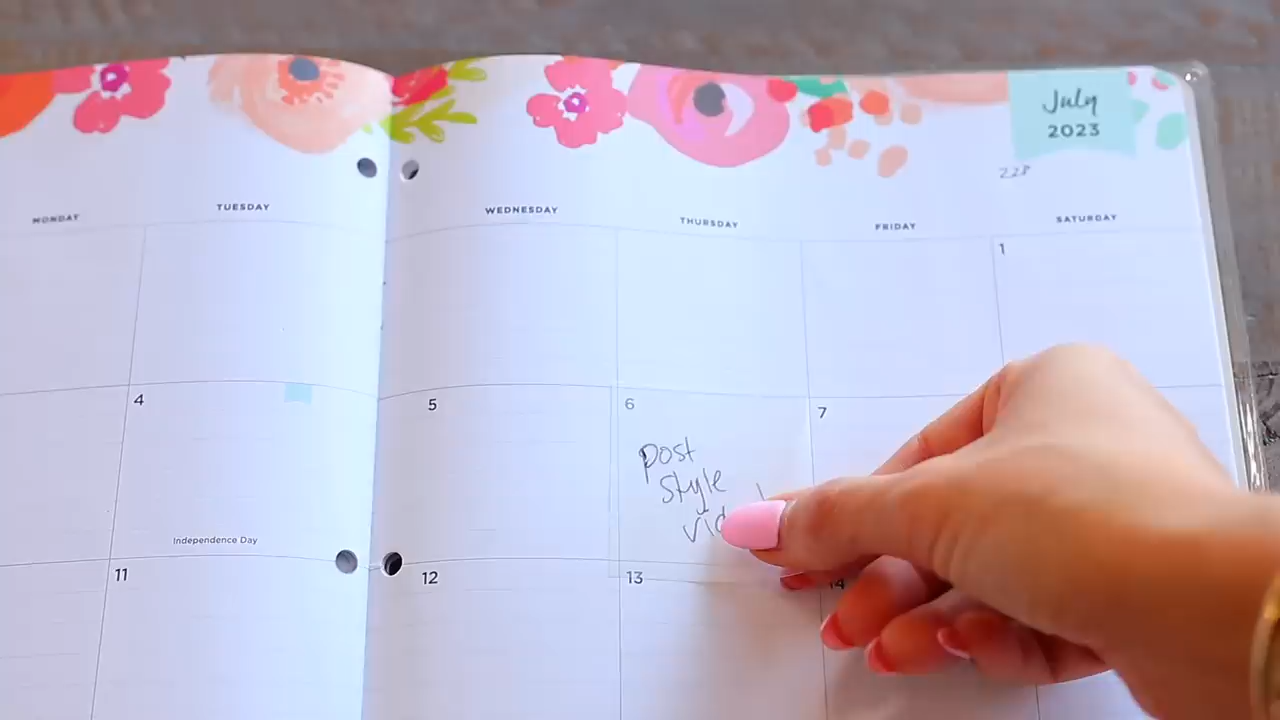 July
2023
228
MONDAY
TUESDAY
WEDNESDAY
THURSDAY
FRIDAY
SATURDAY
1
4
5
6
7
post
style
Independence Day
11
12
13
14